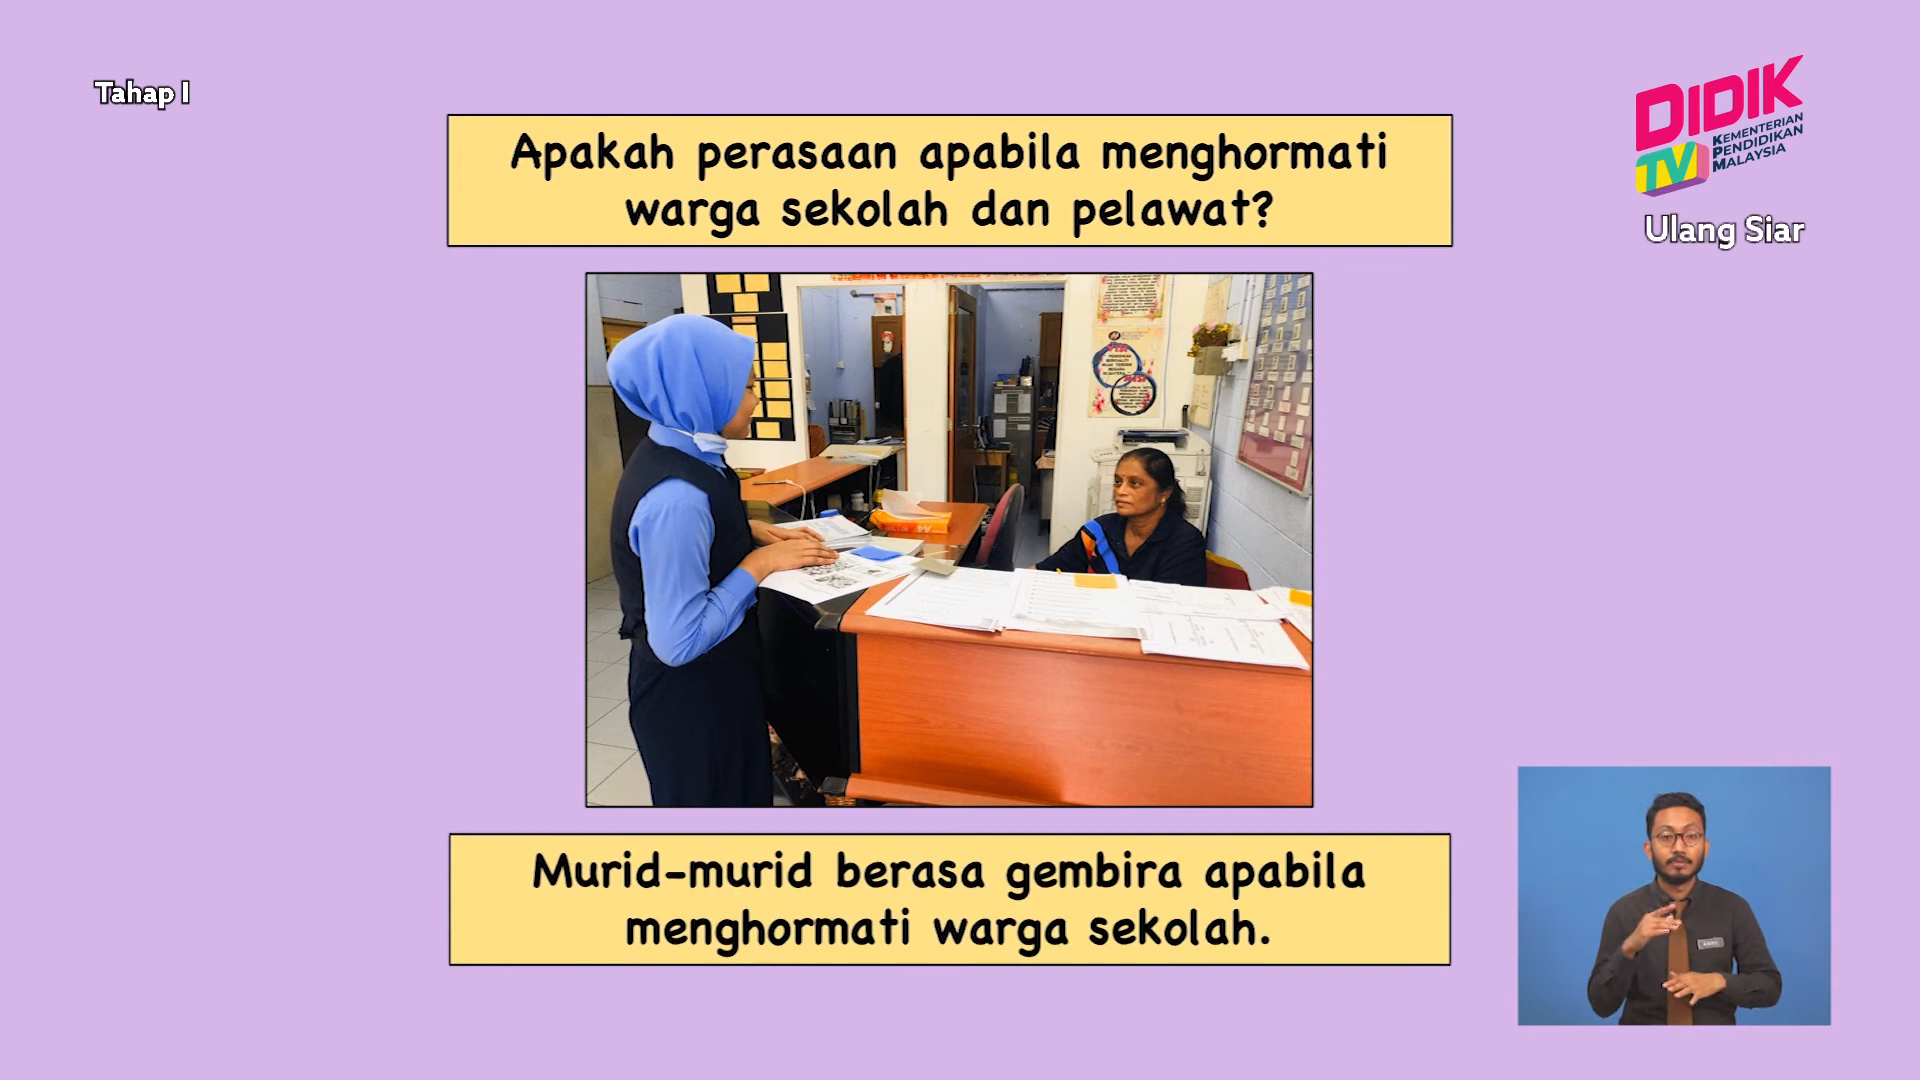 Tahap I
DIDIK
TV
KEMENTERIAN
PENDIDIKAN
MALAYSIA
Ulang Siar
Apakah perasaan apabila menghormati
warga sekolah dan pelawat?
Murid-murid berasa gembira apabila
menghormati warga sekolah.